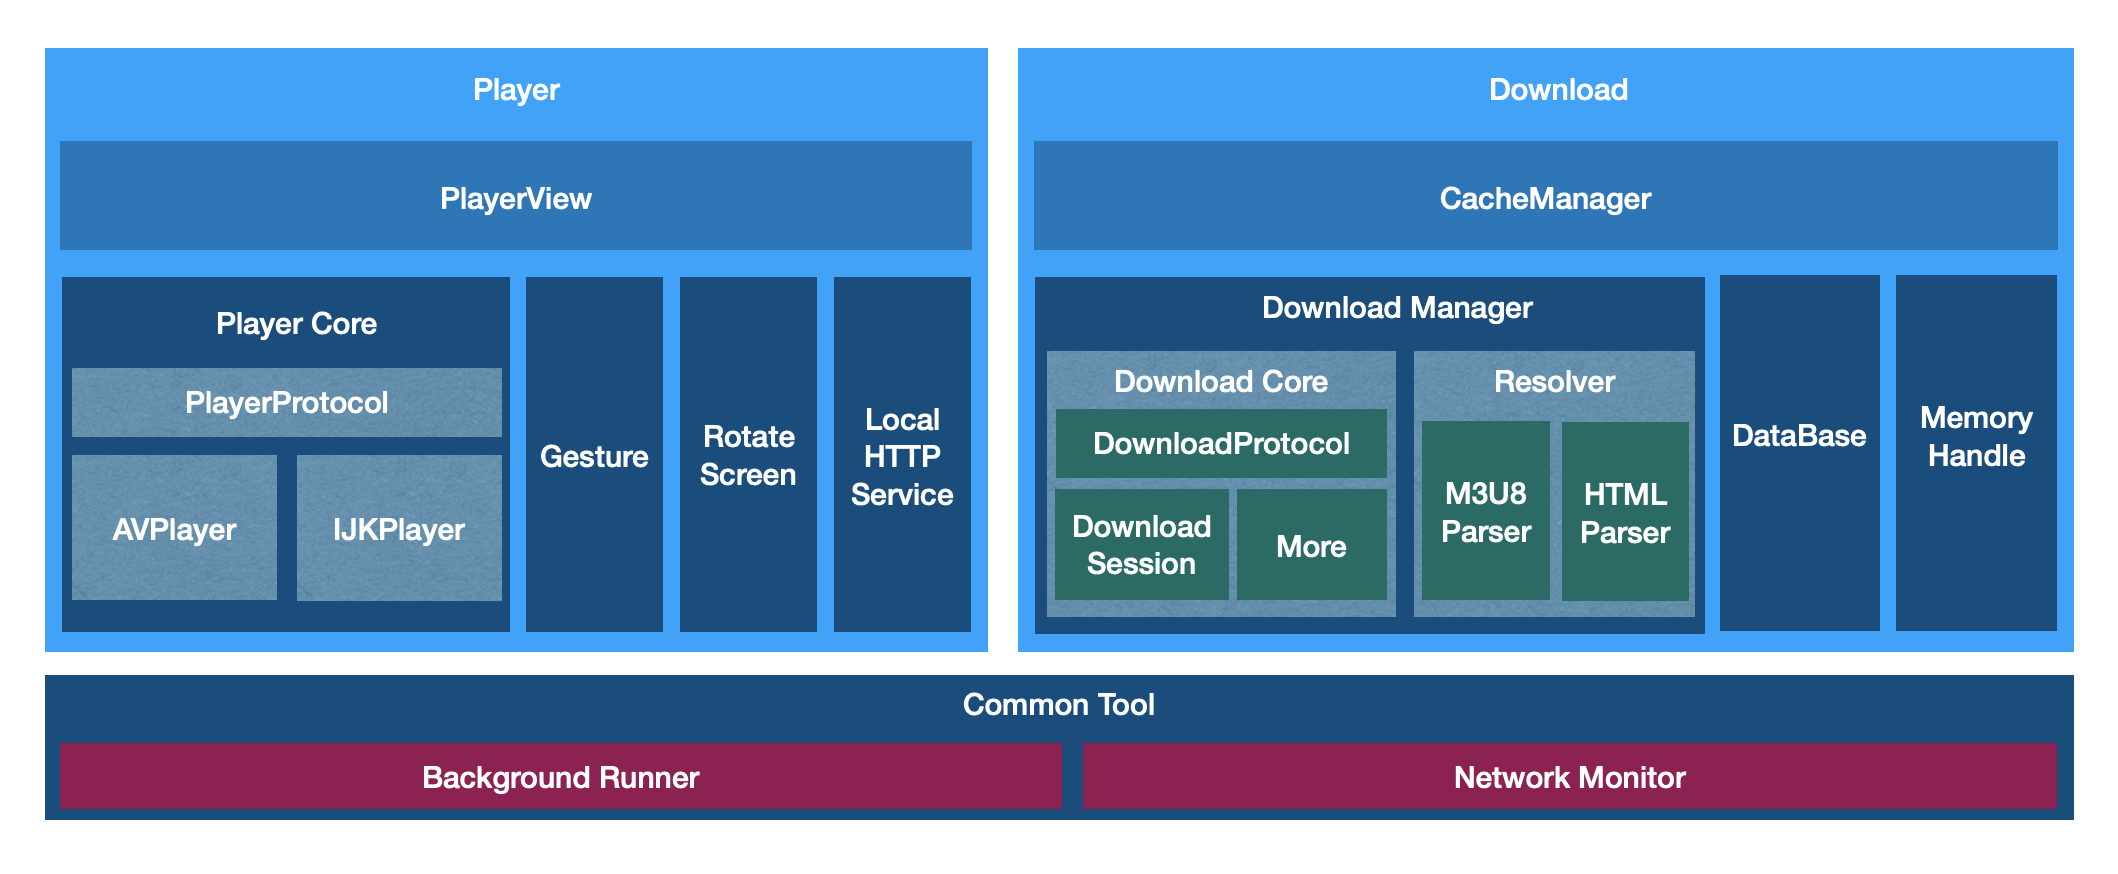 Player
PlayerView
Player Core
PlayerProtocol
AVPlayer
IJKPlayer
Gesture
Rotate
Screen
Local
HTTP
Service
Download
CacheManager
Download Manager
Download Core
DownloadProtocol
Download
Session
More
Resolver
M3U8
Parser
HTML
Parser
DataBase
Memory
Handle
Common Tool
Background Runner
Network Monitor